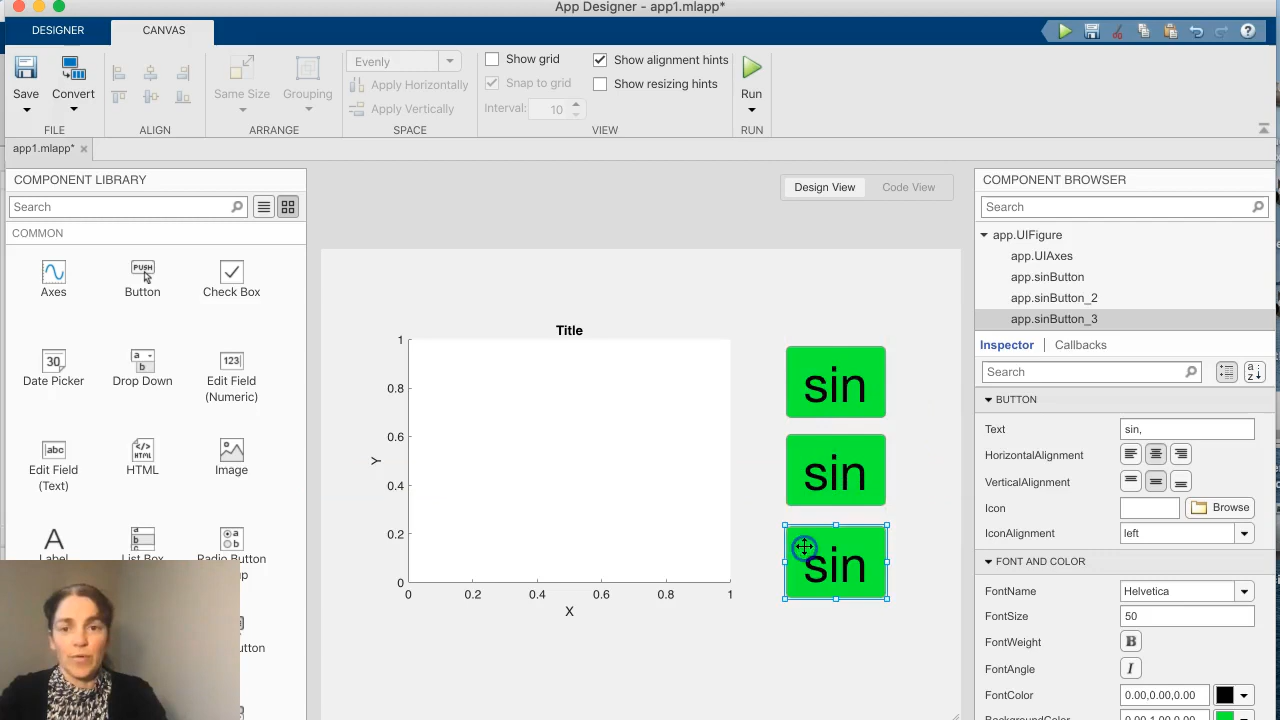 App Designer - app1.mlapp*
DESIGNER
CANVAS
Save
Convert
FILE
ALIGN
Same Size
Grouping
ARRANGE
Evenly
Apply Horizontally
Apply Vertically
SPACE
Show grid
Snap to grid
Interval: 10
Show alignment hints
Show resizing hints
VIEW
Run
RUN
app1.mlapp*
COMPONENT LIBRARY
Search
COMMON
Axes
PUSH
Button
Check Box
30
Date Picker
a
b
Drop Down
123
Edit Field
(Numeric)
abc
Edit Field
(Text)
</>
HTML
Image
A
Label
a
b
c
List Box
a
b
Radio Button
Design View
Code View
Title
1
0.8
0.6
0.4
0.2
0
Y
0
0.2
0.4
0.6
0.8
1
X
sin
sin
sin
COMPONENT BROWSER
Search
app.UIFigure
app.UIAxes
app.sinButton
app.sinButton_2
app.sinButton_3
Inspector
Callbacks
Search
a
z
BUTTON
Text
sin,
HorizontalAlignment
VerticalAlignment
Icon
Browse
IconAlignment
left
FONT AND COLOR
FontName
Helvetica
FontSize
50
FontWeight
B
FontAngle
I
FontColor
0.00,0.00,0.00